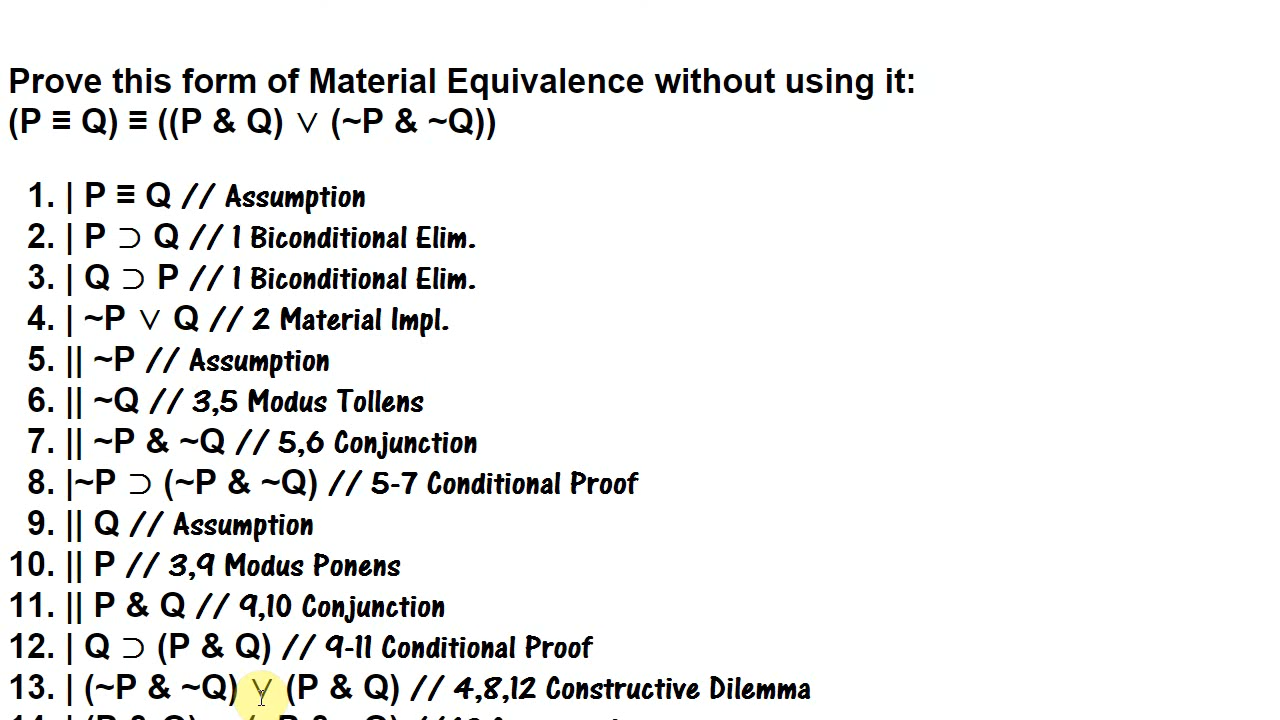 Prove this form of Material Equivalence without using it:
(P ≡ Q) ≡ ((P & Q) ∨ (~P & ~Q))
1. | P ≡ Q // Assumption
2. | P ⊃ Q // 1 Biconditional Elim.
3. | Q ⊃ P // 1 Biconditional Elim.
4. | ~P ∨ Q // 2 Material Impl.
5. || ~P // Assumption
6. || ~Q // 3,5 Modus Tollens
7. || ~P & ~Q // 5,6 Conjunction
8. |~P ⊃ (~P & ~Q) // 5-7 Conditional Proof
9. || Q // Assumption
10. || P // 3,9 Modus Ponens
11. || P & Q // 9,10 Conjunction
12. | Q ⊃ (P & Q) // 9-11 Conditional Proof
13. | (~P & ~Q) ∨ (P & Q) // 4,8,12 Constructive Dilemma